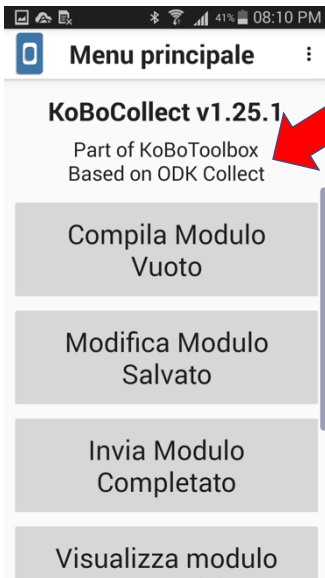 41% 08:10 PM
Menu principale
KoBoCollect v1.25.1
Part of KoBoToolbox
Based on ODK Collect
Compila Modulo
Vuoto
Modifica Modulo
Salvato
Invia Modulo
Completato
Visualizza modulo